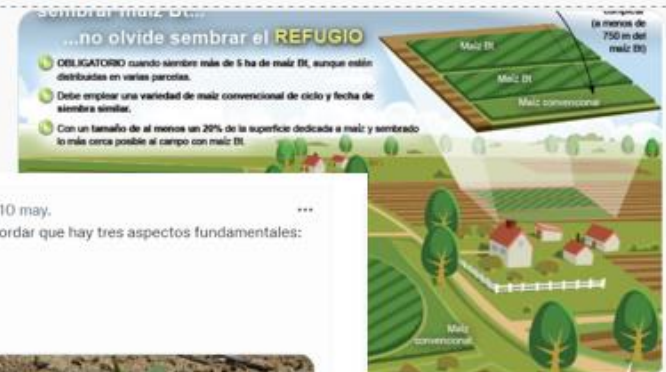 sembrar maíz Bt...
...no olvide sembrar el REFUGIO
OBLIGATORIO cuando siembre más de 5 ha de maíz Bt, aunque estén
distribuidas en varias parcelas.
Debe emplear una variedad de maíz convencional de ciclo y fecha de
siembra similar.
Con un tamaño de al menos un 20% de la superficie dedicada a maíz y sembrado
lo más cerca posible al campo con maíz Bt.
(a menos de
750 m del
maíz Bt)
Maíz Bt
Maíz Bt
Maíz convencional
10 may.
ordar que hay tres aspectos fundamentales:
Maíz
convencional